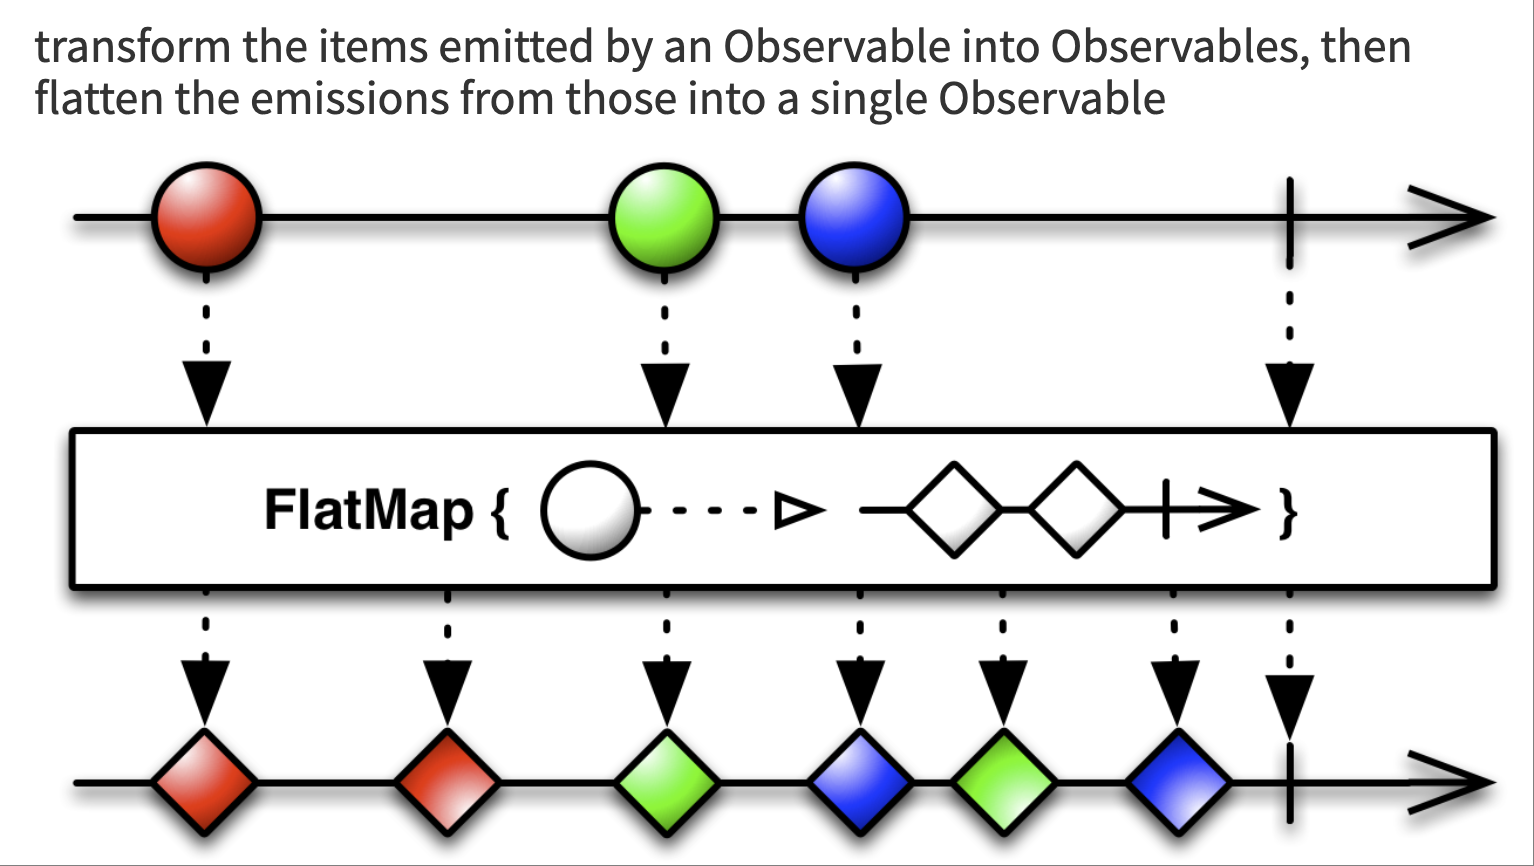 transform the items emitted by an Observable into Observables, then
flatten the emissions from those into a single Observable
FlatMap { }